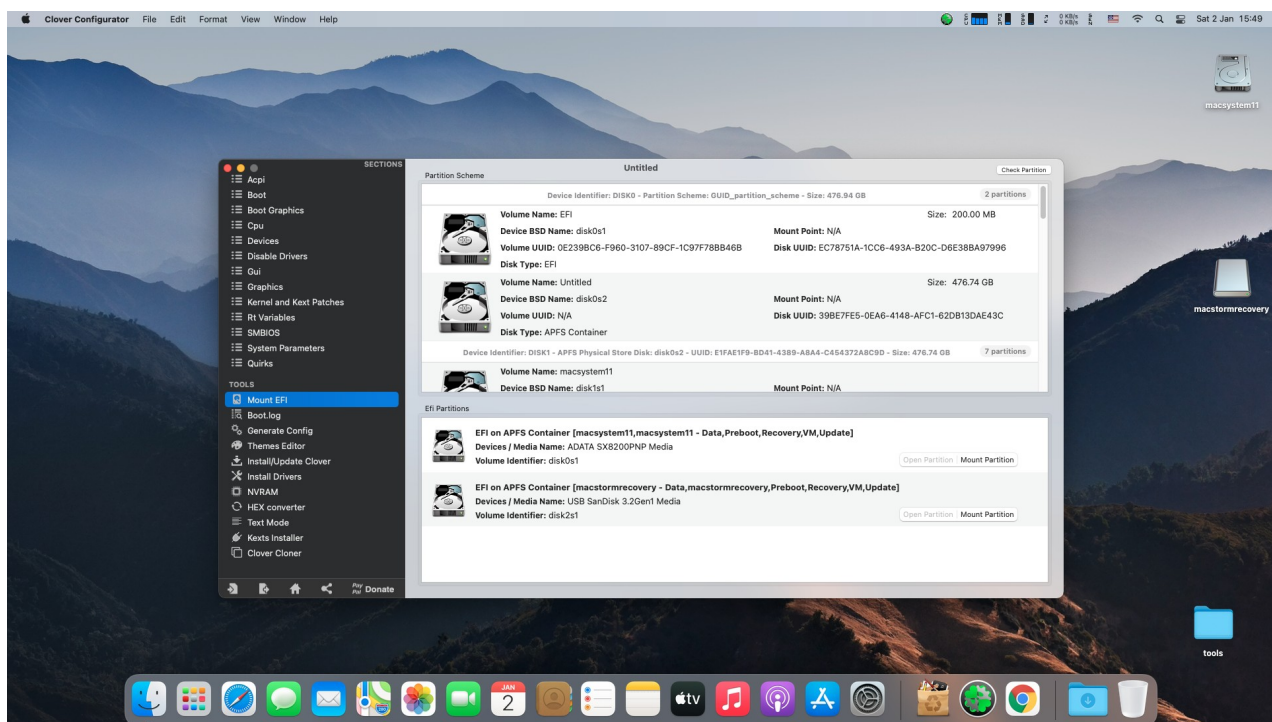 Clover Configurator File Edit Format View Window Help
0 KB/s
0 KB/s
Sat 2 Jan 15:49
macsystem11
SECTIONS
Acpi
Boot
Boot Graphics
Cpu
Devices
Disable Drivers
Gui
Graphics
Kernel and Kext Patches
Rt Variables
SMBIOS
System Parameters
Quirks
TOOLS
Mount EFI
Boot.log
Generate Config
Themes Editor
Install/Update Clover
Install Drivers
NVRAM
HEX converter
Text Mode
Kexts Installer
Clover Cloner
Pay Pal Donate
Untitled
Partition Scheme
Check Partition
Device Identifier: DISK0 - Partition Scheme: GUID_partition_scheme - Size: 476.94 GB 2 partitions
Volume Name: EFI Size: 200.00 MB
Device BSD Name: disk0s1 Mount Point: N/A
Volume UUID: 0E239BC6-F960-3107-89CF-1C97F78BB46B Disk UUID: EC78751A-1CC6-493A-B20C-D6E38BA97996
Disk Type: EFI
Volume Name: Untitled Size: 476.74 GB
Device BSD Name: disk0s2 Mount Point: N/A
Volume UUID: N/A Disk UUID: 39BE7FE5-0EA6-4148-AFC1-62DB13DAE43C
Disk Type: APFS Container
Device Identifier: DISK1 - APFS Physical Store Disk: disk0s2 - UUID: E1FAE1F9-BD41-4389-A8A4-C454372A8C9D - Size: 476.74 GB 7 partitions
Volume Name: macsystem11
Device BSD Name: disk1s1 Mount Point: N/A
Efi Partitions
EFI on APFS Container [macsystem11,macsystem11 - Data,Preboot,Recovery,VM,Update]
Devices / Media Name: ADATA SX8200PNP Media
Volume Identifier: disk0s1 Open Partition Mount Partition
EFI on APFS Container [macstormrecovery - Data,macstormrecovery,Preboot,Recovery,VM,Update]
Devices / Media Name: USB SanDisk 3.2Gen1 Media
Volume Identifier: disk2s1 Open Partition Mount Partition
macstormrecovery
tools
JAN
2
tv